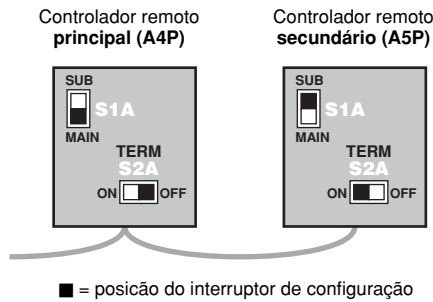 Controlador remoto
principal (A4P)
SUB
S1A
MAIN
TERM
S2A
ON OFF
Controlador remoto
secundário (A5P)
SUB
S1A
MAIN
TERM
S2A
ON OFF
■ = posicão do interruptor de configuração